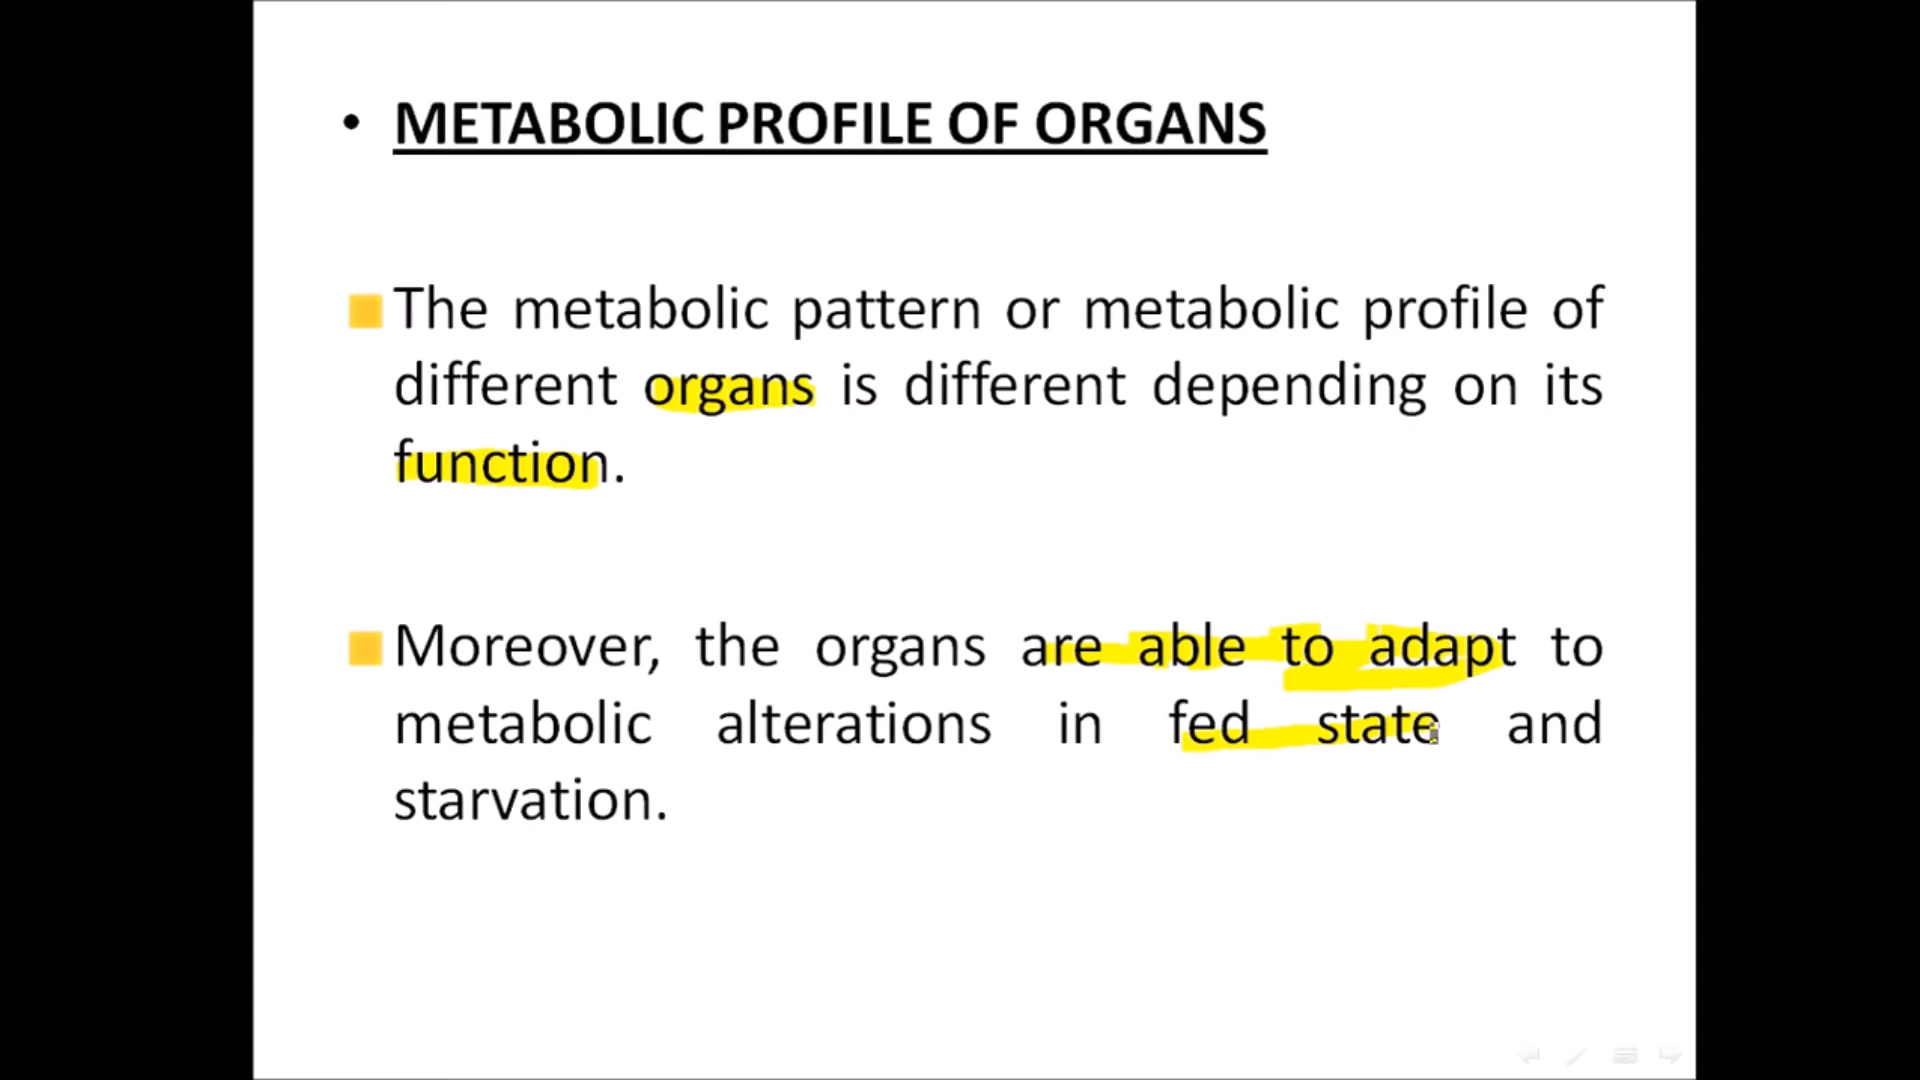 • METABOLIC PROFILE OF ORGANS
The metabolic pattern or metabolic profile of
different organs is different depending on its
function.
Moreover, the organs are able to adapt to
metabolic alterations in fed state and
starvation.